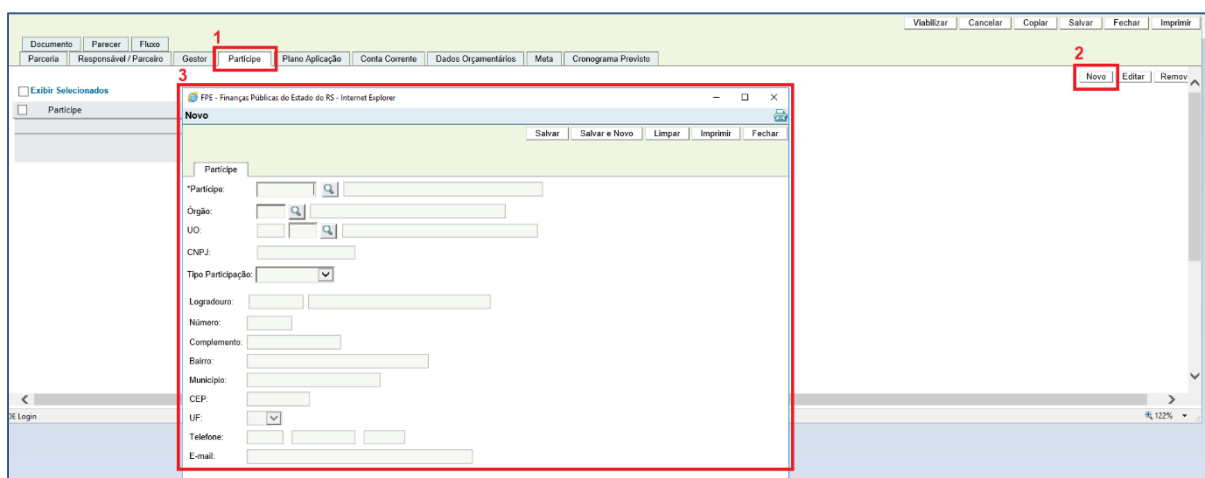 Viabilizar Cancelar Copiar Salvar Fechar Imprimir
1
Documento Parecer Fluxo
Parceria Responsável / Parceiro Gestor Partícipe Plano Aplicação Conta Corrente Dados Orçamentários Meta Cronograma Previsto
2
3
Novo Editar Remov
Exibir Selecionados
Partícipe
FPE - Finanças Públicas do Estado do RS - Internet Explorer
Novo
Salvar Salvar e Novo Limpar Imprimir Fechar
Partícipe
*Partícipe:
Órgão:
UO:
CNPJ:
Tipo Participação:
Logradouro:
Número:
Complemento:
Bairro:
Município:
CEP:
UF:
Telefone:
E-mail:
OE Login
122%